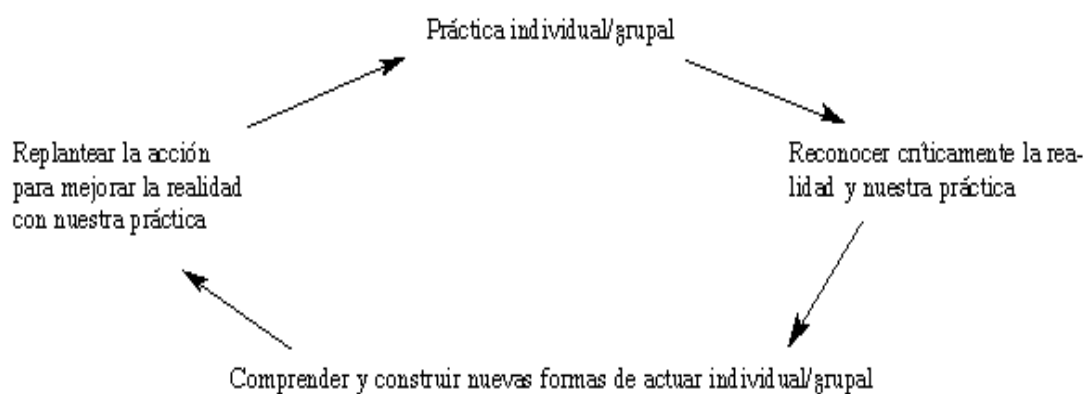 Práctica individual/grupal
Reconocer críticamente la rea-
lidad y nuestra práctica
Comprender y construir nuevas formas de actuar individual/grupal
Replantear la acción
para mejorar la realidad
con nuestra práctica